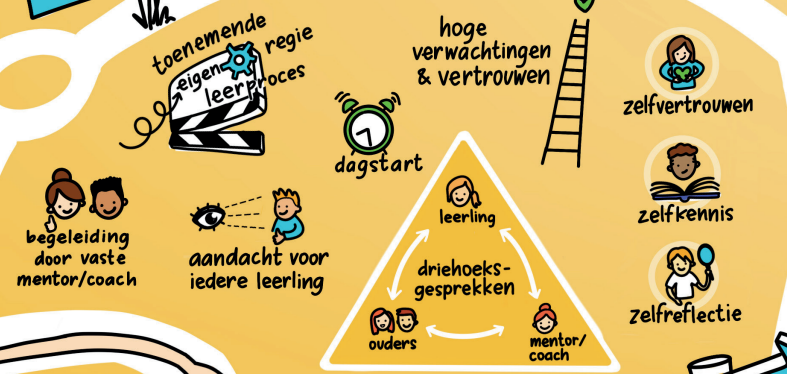 toenemende
regie
eigen
leerproces
hoge
verwachtingen
& vertrouwen
zelfvertrouwen
dagstart
begeleiding
door vaste
mentor/coach
aandacht voor
iedere leerling
leerling
driehoeks-
gesprekken
ouders
mentor/
coach
zelfkennis
zelfreflectie